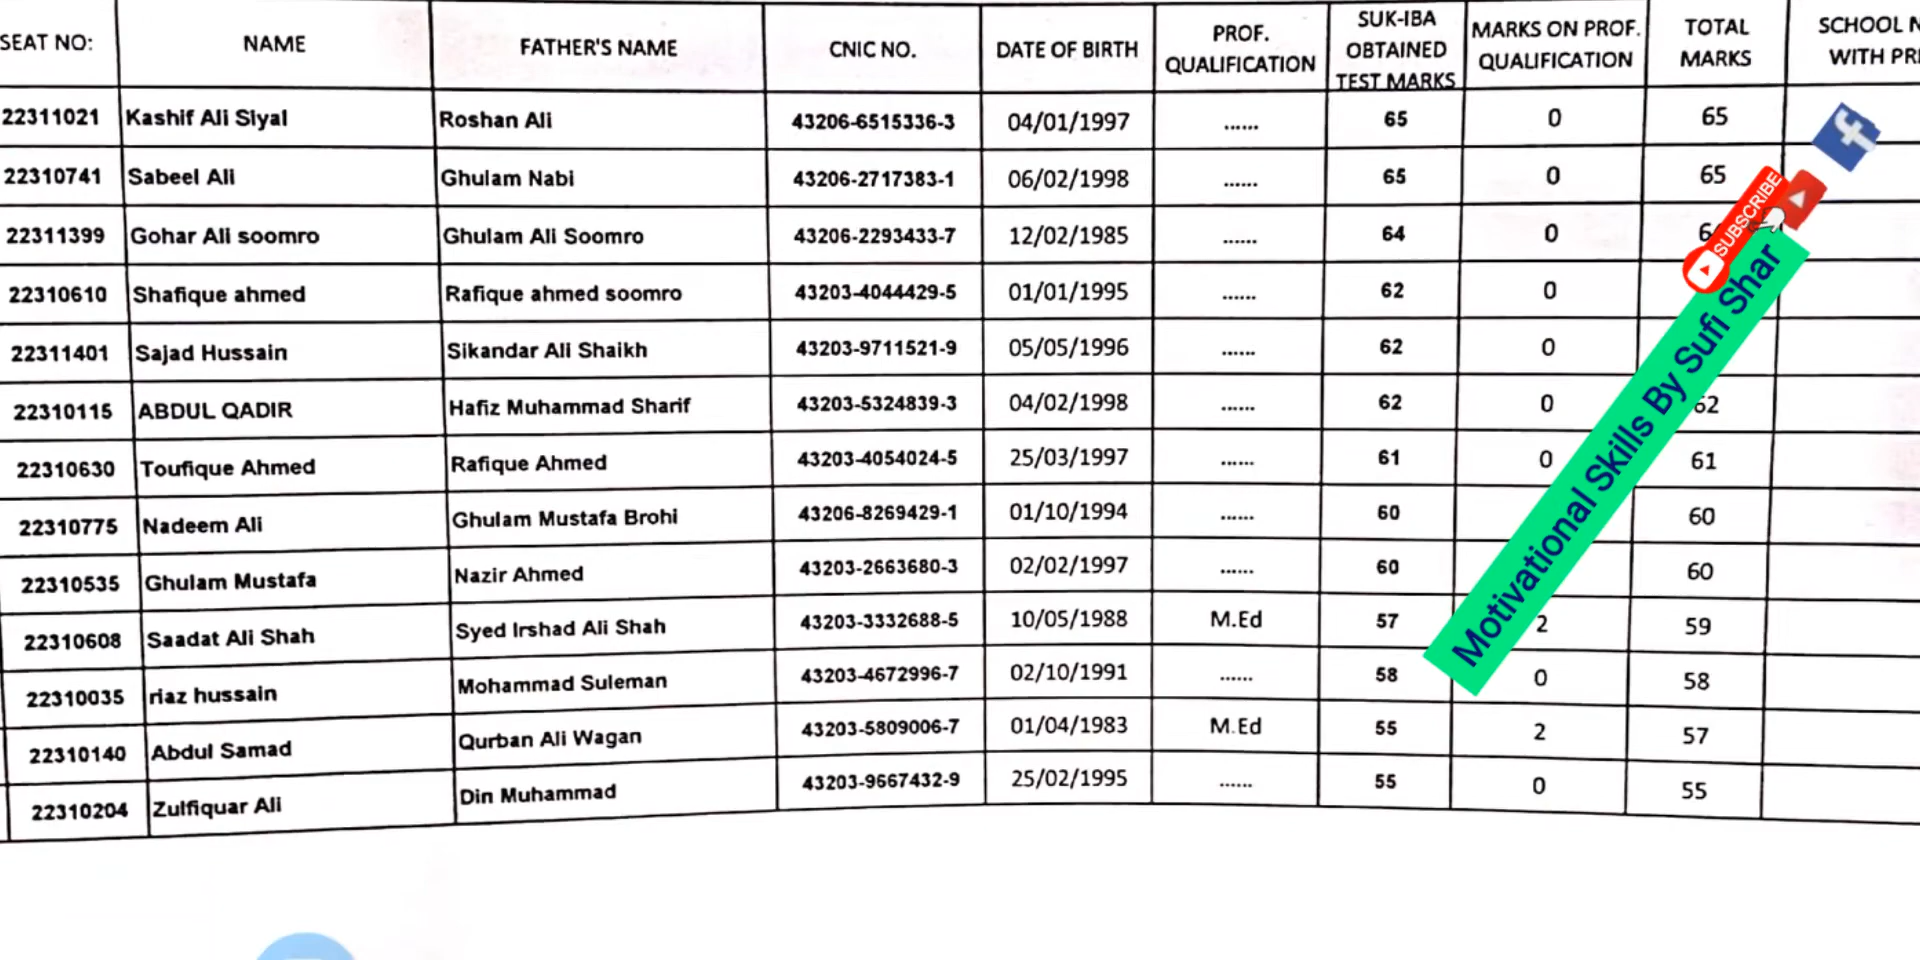 SEAT NO: NAME FATHER'S NAME CNIC NO. DATE OF BIRTH PROF. QUALIFICATION SUK-IBA OBTAINED TEST MARKS MARKS ON PROF. QUALIFICATION TOTAL MARKS SCHOOL WITH
22311021 Kashif Ali Siyal Roshan Ali 43206-6515336-3 04/01/1997 ...... 65 0 65
22310741 Sabeel Ali Ghulam Nabi 43206-2717383-1 06/02/1998 ...... 65 0 65
22311399 Gohar Ali soomro Ghulam Ali Soomro 43206-2293433-7 12/02/1985 ...... 64 0
22310610 Shafique ahmed Rafique ahmed soomro 43203-4044429-5 01/01/1995 ...... 62 0
22311401 Sajad Hussain Sikandar Ali Shaikh 43203-9711521-9 05/05/1996 ...... 62 0
22310115 ABDUL QADIR Hafiz Muhammad Sharif 43203-5324839-3 04/02/1998 ...... 62 0 62
22310630 Toufique Ahmed Rafique Ahmed 43203-4054024-5 25/03/1997 ...... 61 0 61
22310775 Nadeem Ali Ghulam Mustafa Brohi 43206-8269429-1 01/10/1994 ...... 60 60
22310535 Ghulam Mustafa Nazir Ahmed 43203-2663680-3 02/02/1997 ...... 60 60
22310608 Saadat Ali Shah Syed Irshad Ali Shah 43203-3332688-5 10/05/1988 M.Ed 57 2 59
22310035 riaz hussain Mohammad Suleman 43203-4672996-7 02/10/1991 ...... 58 0 58
22310140 Abdul Samad Qurban Ali Wagan 43203-5809006-7 01/04/1983 M.Ed 55 2 57
22310204 Zulfiquar Ali Din Muhammad 43203-9667432-9 25/02/1995 ...... 55 0 55
SUBSCRIBE
Motivational Skills By Sufi Shar